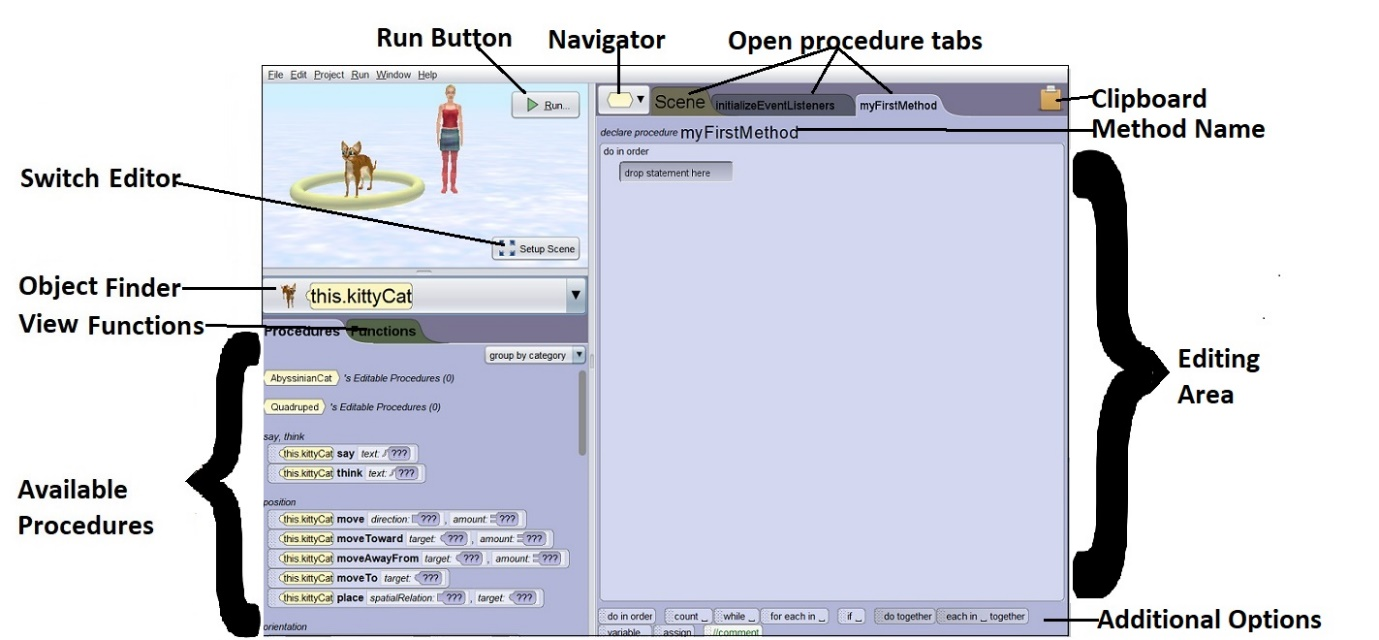 Run Button
Navigator
Open procedure tabs
File Edit Project Run Window Help
Run...
Scene initializeEventListeners myFirstMethod
Clipboard
declare procedure myFirstMethod
Method Name
do in order
drop statement here
Switch Editor
Setup Scene
Object Finder
this.kittyCat
View Functions
Procedures Functions
group by category
AbyssinianCat 's Editable Procedures (0)
Quadruped 's Editable Procedures (0)
say, think
this.kittyCat say text: ???
this.kittyCat think text: ???
position
this.kittyCat move direction: ??? , amount: ???
this.kittyCat moveToward target: ??? , amount: ???
this.kittyCat moveAwayFrom target: ??? , amount: ???
this.kittyCat moveTo target: ???
this.kittyCat place spatialRelation: ??? , target: ???
orientation
Available
Procedures
Editing
Area
do in order count _ while _ for each in _ if _ do together each in _ together
variable assign //comment
Additional Options